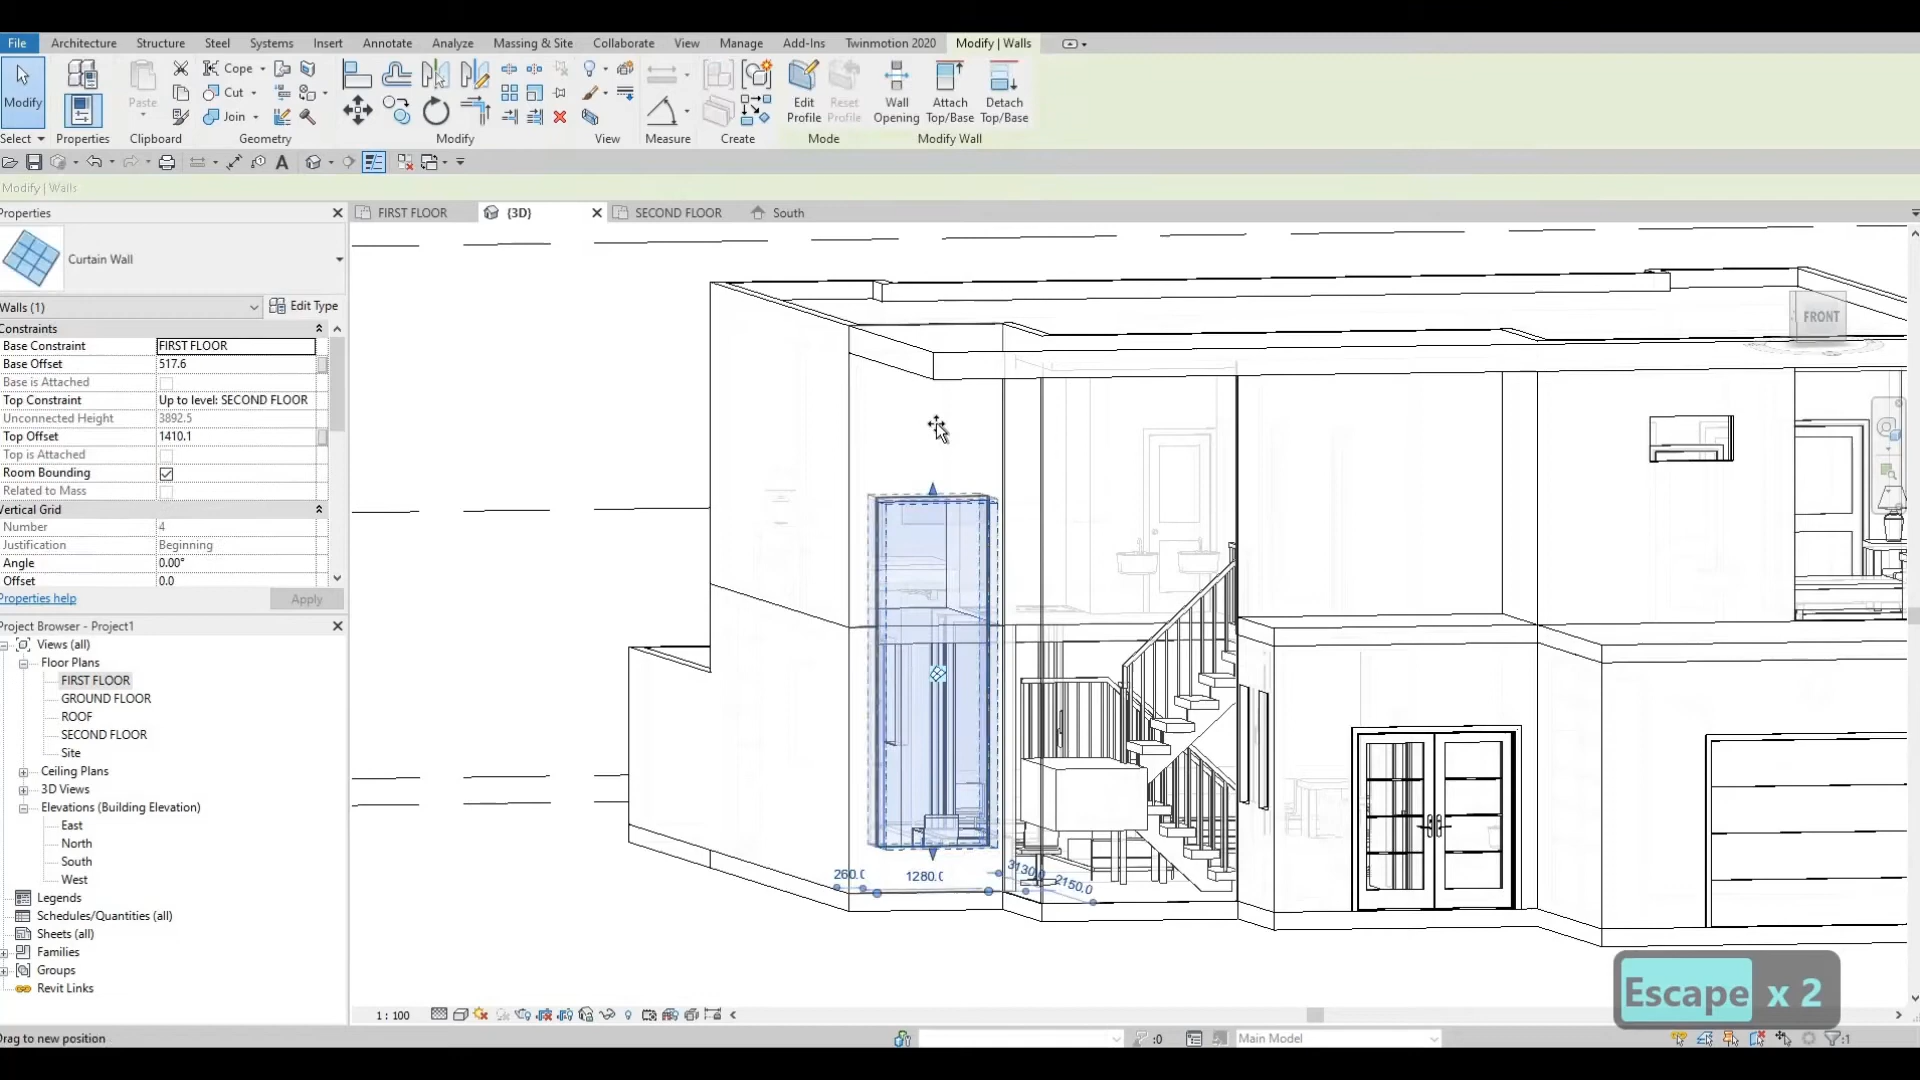 File Architecture Structure Steel Systems Insert Annotate Analyze Massing & Site Collaborate View Manage Add-Ins Twinmotion 2020 Modify | Walls
Modify
Select
Properties
Paste
Clipboard
Cope
Cut
Join
Geometry
Modify
View
Measure
Create
Edit Profile
Reset Profile
Mode
Wall Opening
Attach Top/Base
Detach Top/Base
Modify Wall
Modify | Walls
Properties
FIRST FLOOR
{3D}
SECOND FLOOR
South
Curtain Wall
Walls (1)
Edit Type
Constraints
Base Constraint FIRST FLOOR
Base Offset 517.6
Base is Attached
Top Constraint Up to level: SECOND FLOOR
Unconnected Height 3892.5
Top Offset 1410.1
Top is Attached
Room Bounding
Related to Mass
Vertical Grid
Number 4
Justification Beginning
Angle 0.00°
Offset 0.0
Properties help
Apply
Project Browser - Project1
Views (all)
Floor Plans
FIRST FLOOR
GROUND FLOOR
ROOF
SECOND FLOOR
Site
Ceiling Plans
3D Views
Elevations (Building Elevation)
East
North
South
West
Legends
Schedules/Quantities (all)
Sheets (all)
Families
Groups
Revit Links
FRONT
260.0
1280.0
3130.0
2150.0
Escape x 2
1 : 100
Drag to new position
:0
Main Model
:1